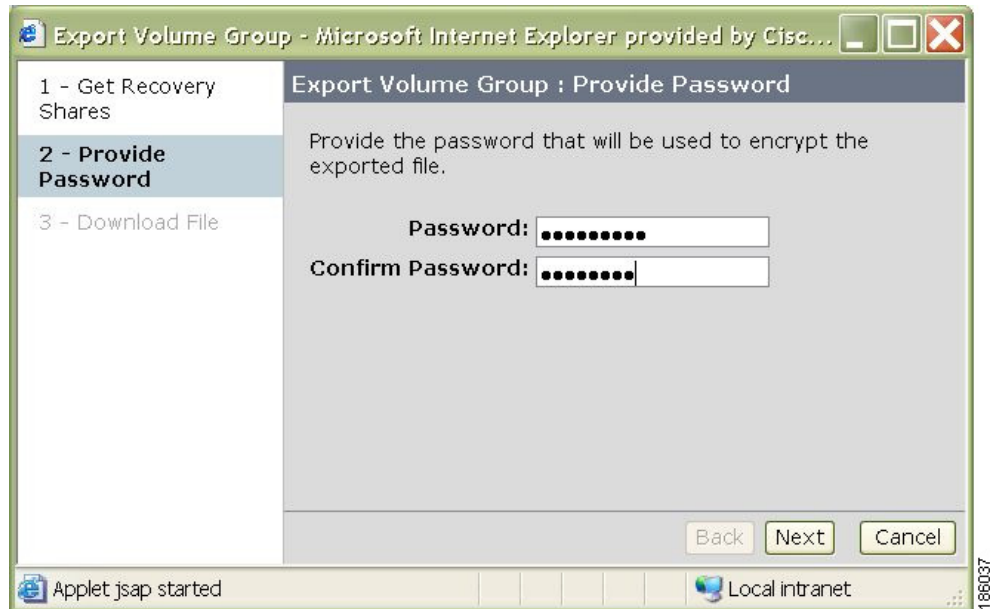 Export Volume Group - Microsoft Internet Explorer provided by Cisc...
1 - Get Recovery
Shares
2 - Provide
Password
3 - Download File
Export Volume Group : Provide Password
Provide the password that will be used to encrypt the
exported file.
Password: •••••••••
Confirm Password: ••••••••
Back Next Cancel
Applet jsap started
Local intranet
186037